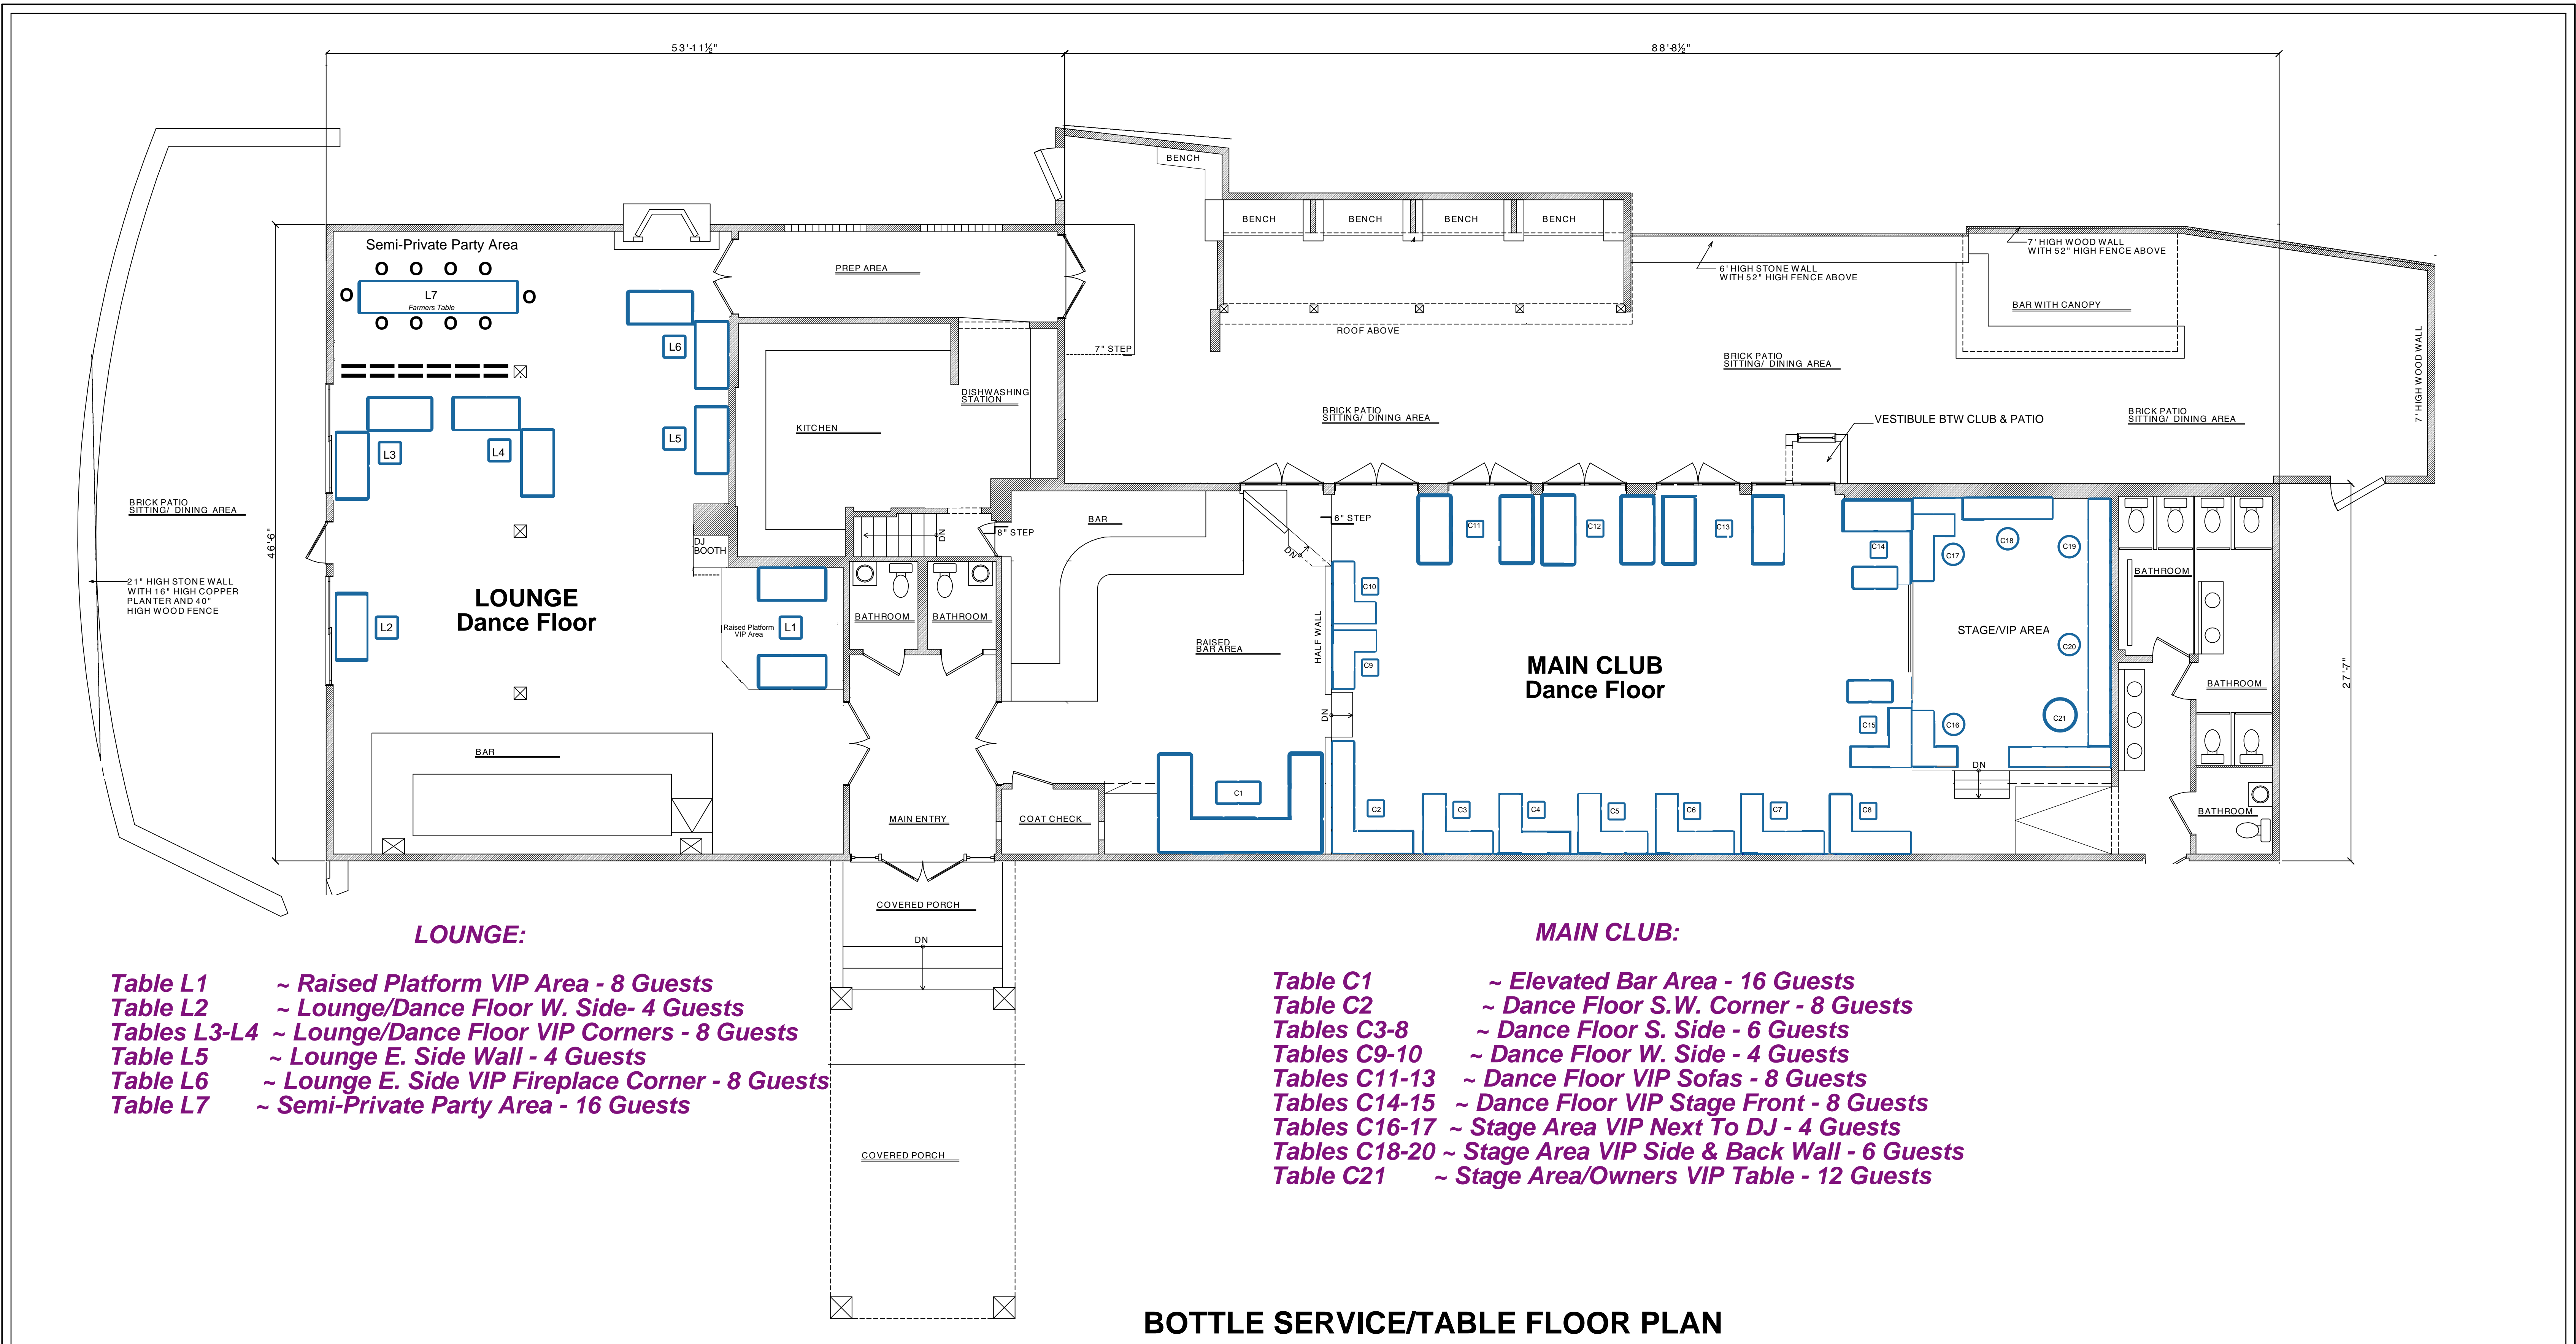 53'-11½"
88'-8½"
BENCH
BENCH
BENCH
BENCH
BENCH
Semi-Private Party Area
L7
Farmers Table
PREP AREA
7' HIGH WOOD WALL
WITH 52" HIGH FENCE ABOVE
6' HIGH STONE WALL
WITH 52" HIGH FENCE ABOVE
BAR WITH CANOPY
ROOF ABOVE
7" STEP
L6
BRICK PATIO
SITTING/ DINING AREA
7' HIGH WOOD WALL
DISHWASHING
STATION
BRICK PATIO
SITTING/ DINING AREA
BRICK PATIO
SITTING/ DINING AREA
VESTIBULE BTW CLUB & PATIO
KITCHEN
L5
L3
L4
BRICK PATIO
SITTING/ DINING AREA
46'-6"
DJ
BOOTH
DN
8" STEP
BAR
6" STEP
DN
C11
C12
C13
C14
C17
C18
C19
BATHROOM
21" HIGH STONE WALL
WITH 16" HIGH COPPER
PLANTER AND 40"
HIGH WOOD FENCE
LOUNGE
Dance Floor
L2
Raised Platform
VIP Area
L1
BATHROOM
BATHROOM
C10
HALF WALL
RAISED
BAR AREA
C9
STAGE/VIP AREA
C20
MAIN CLUB
Dance Floor
BATHROOM
27'-7"
DN
C15
C16
C21
BAR
DN
C1
C2
C3
C4
C5
C6
C7
C8
MAIN ENTRY
COAT CHECK
BATHROOM
COVERED PORCH
DN
COVERED PORCH
LOUNGE:
Table L1 ~ Raised Platform VIP Area - 8 Guests
Table L2 ~ Lounge/Dance Floor W. Side- 4 Guests
Tables L3-L4 ~ Lounge/Dance Floor VIP Corners - 8 Guests
Table L5 ~ Lounge E. Side Wall - 4 Guests
Table L6 ~ Lounge E. Side VIP Fireplace Corner - 8 Guests
Table L7 ~ Semi-Private Party Area - 16 Guests
MAIN CLUB:
Table C1 ~ Elevated Bar Area - 16 Guests
Table C2 ~ Dance Floor S.W. Corner - 8 Guests
Tables C3-8 ~ Dance Floor S. Side - 6 Guests
Tables C9-10 ~ Dance Floor W. Side - 4 Guests
Tables C11-13 ~ Dance Floor VIP Sofas - 8 Guests
Tables C14-15 ~ Dance Floor VIP Stage Front - 8 Guests
Tables C16-17 ~ Stage Area VIP Next To DJ - 4 Guests
Tables C18-20 ~ Stage Area VIP Side & Back Wall - 6 Guests
Table C21 ~ Stage Area/Owners VIP Table - 12 Guests
BOTTLE SERVICE/TABLE FLOOR PLAN